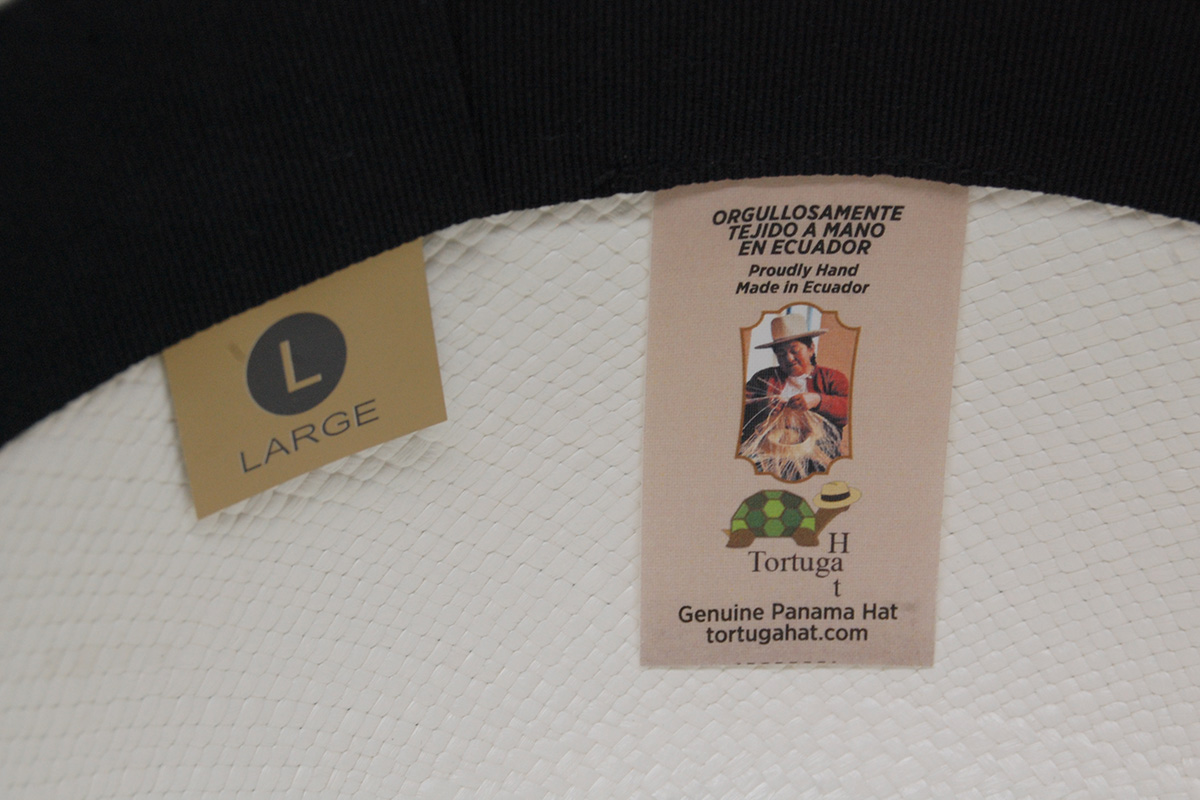 L
LARGE
ORGULLOSAMENTE
TEJIDO A MANO
EN ECUADOR
Proudly Hand
Made in Ecuador
H
Tortuga
t
Genuine Panama Hat
tortugahat.com